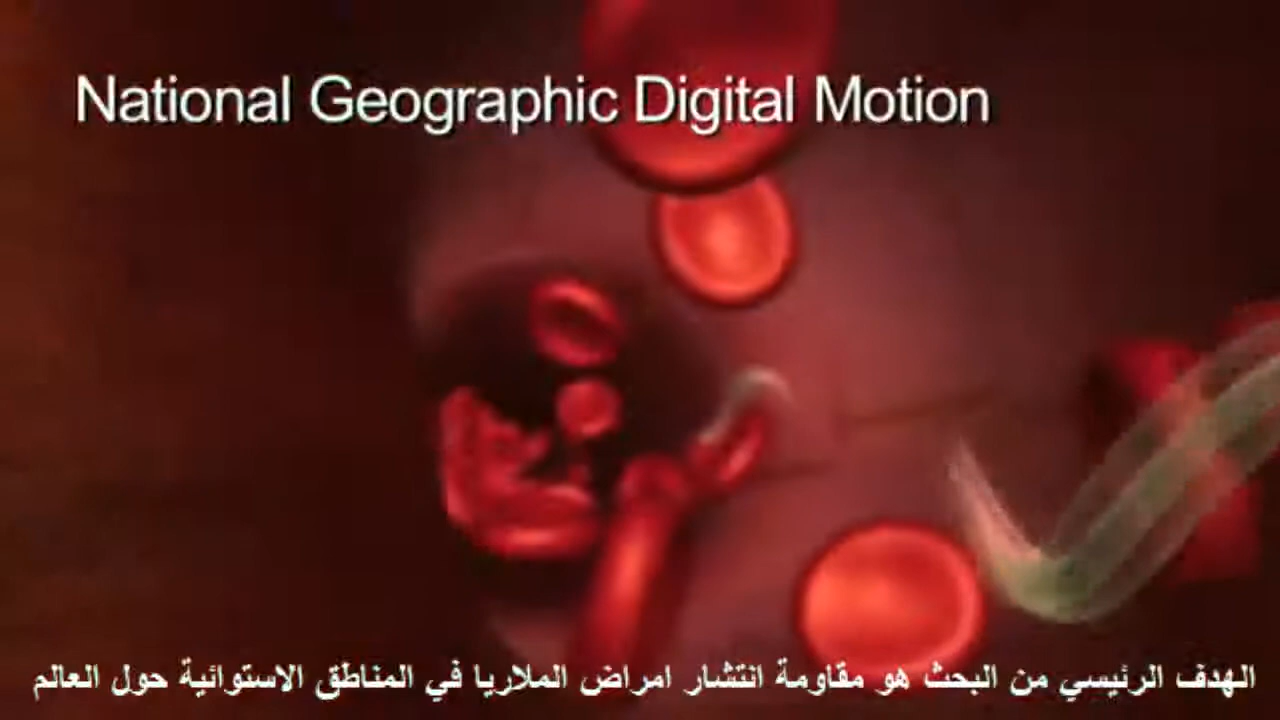 National Geographic Digital Motion
الهدف الرئيسي من البحث هو مقاومة انتشار امراض الملاريا في المناطق الاستوائية حول العالم